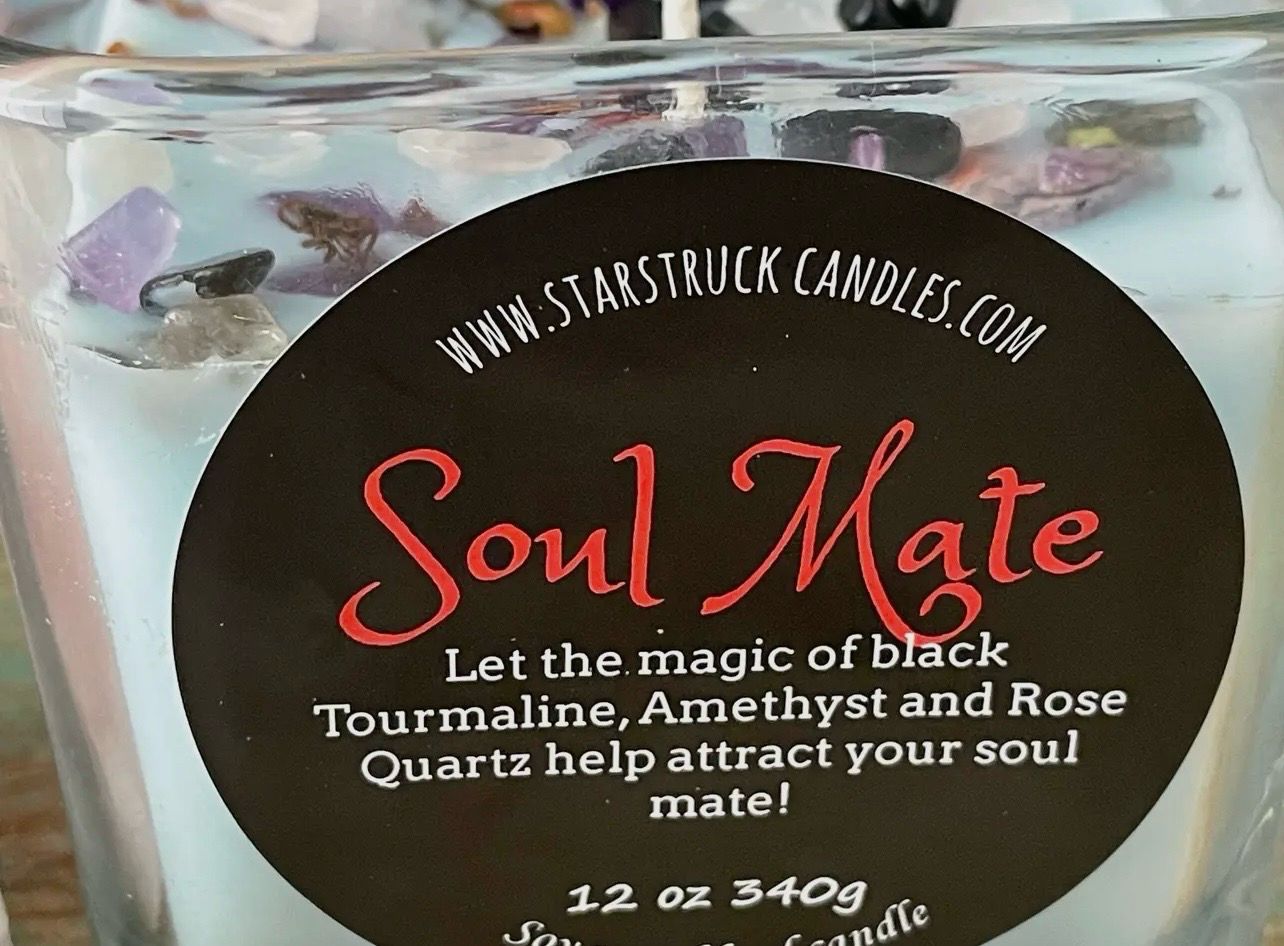 WWW.STARSTRUCK CANDLES.COM
Soul Mate
Let the magic of black
Tourmaline, Amethyst and Rose
Quartz help attract your soul
mate!
12 oz 340g
candle